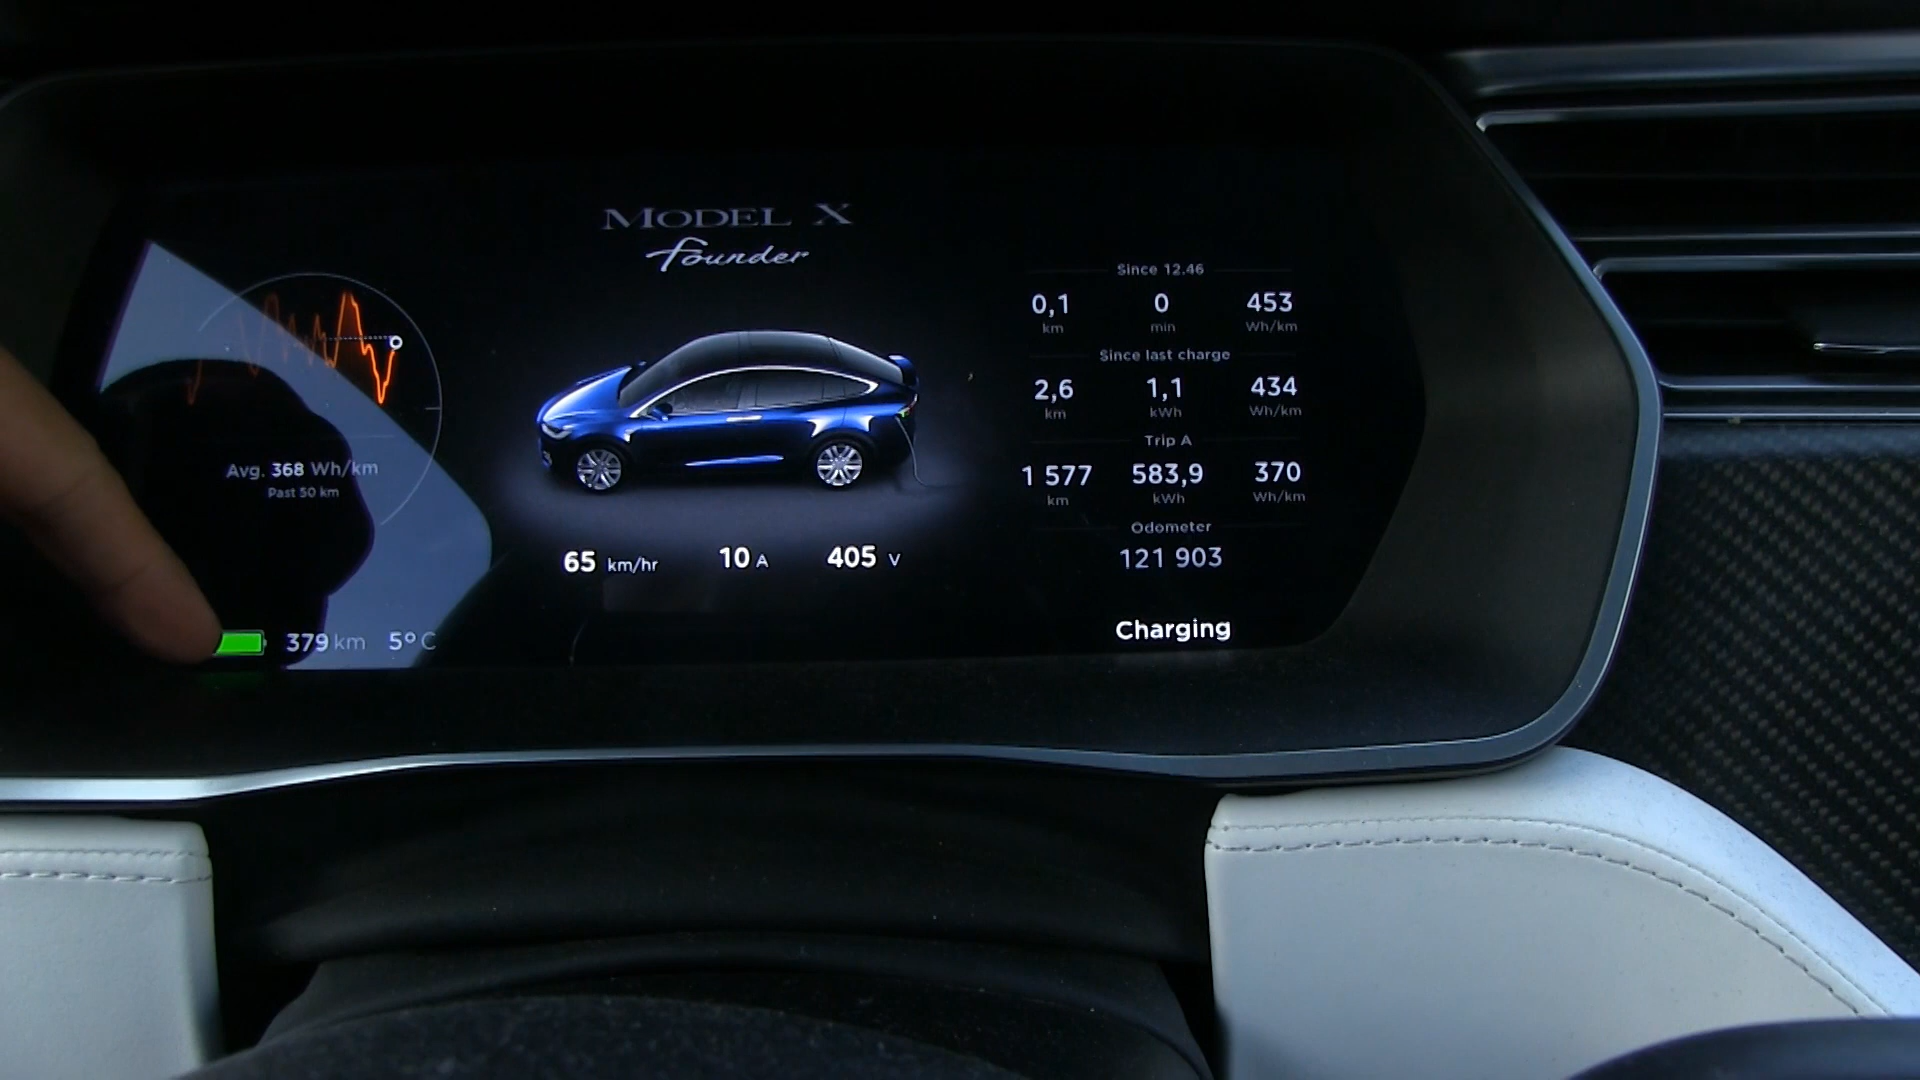 MODEL X
Founder
Avg. 368 Wh/km
Past 50 km
379 km 5°C
65 km/hr 10 A 405 V
Since 12.46
0,1 0 453
km min Wh/km
Since last charge
2,6 1,1 434
km kWh Wh/km
Trip A
1 577 583,9 370
km kWh Wh/km
Odometer
121 903
Charging